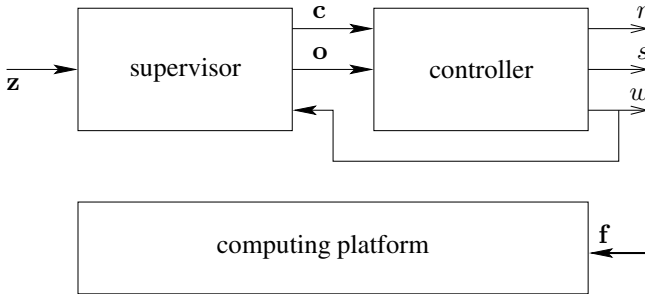 c
r
supervisor
o
controller
s
z
w
computing platform
f